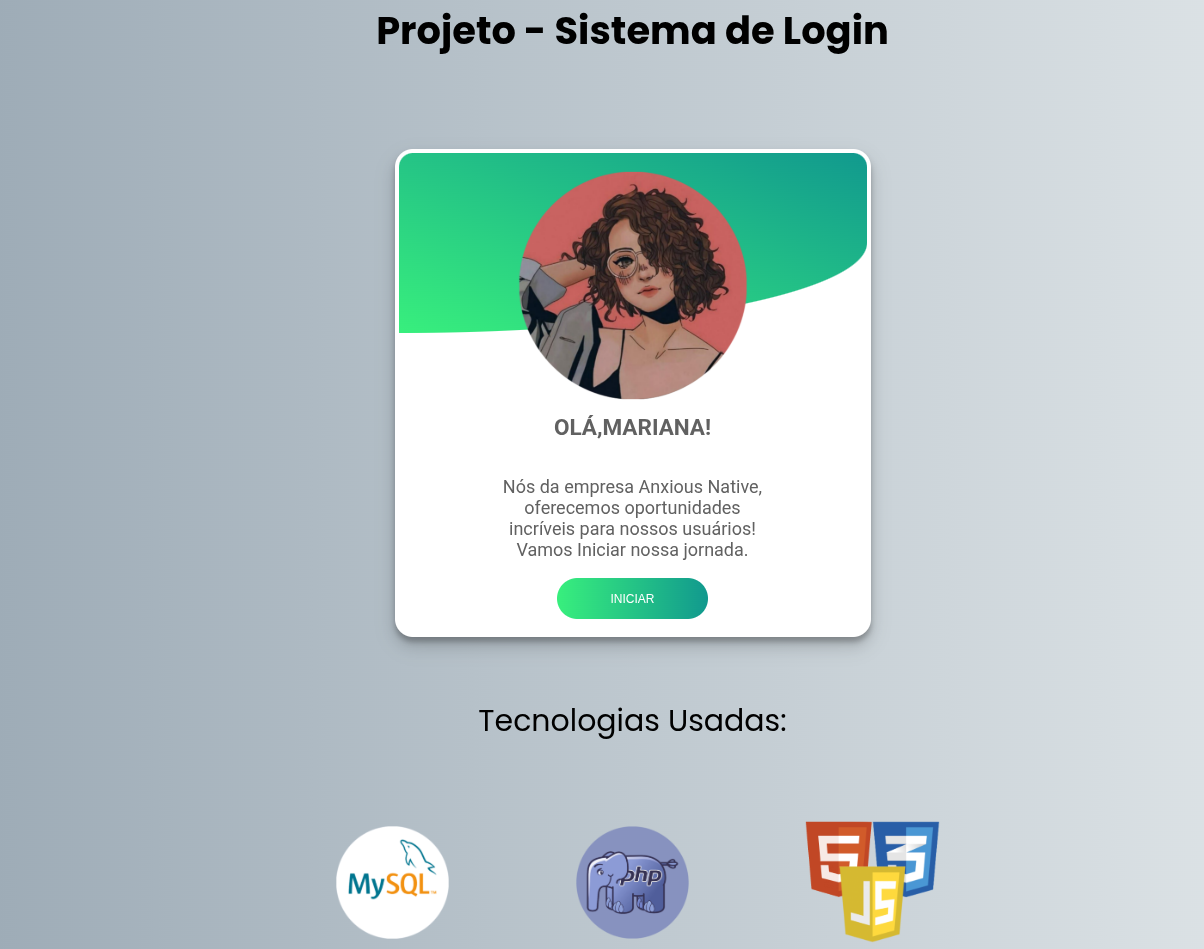 Projeto - Sistema de Login
OLÁ,MARIANA!
Nós da empresa Anxious Native,
oferecemos oportunidades
incríveis para nossos usuários!
Vamos Iniciar nossa jornada.
INICIAR
Tecnologias Usadas:
MySQL
php
5 3
JS